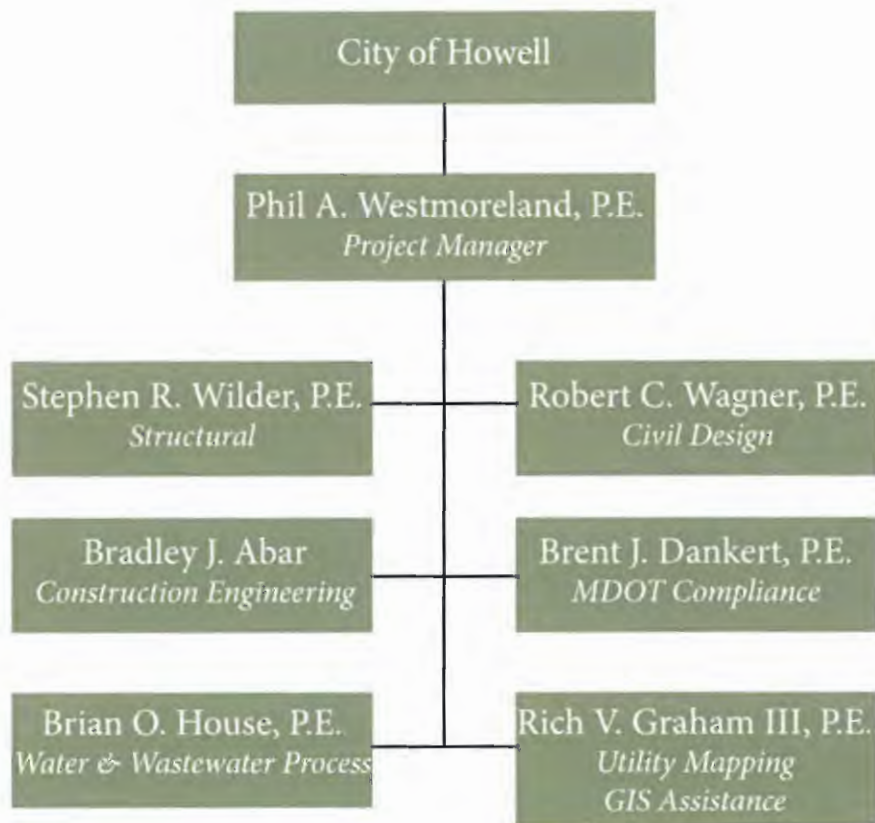 City of Howell
Phil A. Westmoreland, P.E.
Project Manager
Stephen R. Wilder, P.E.
Structural
Robert C. Wagner, P.E.
Civil Design
Bradley J. Abar
Construction Engineering
Brent J. Dankert, P.E.
MDOT Compliance
Brian O. House, P.E.
Water & Wastewater Process
Rich V. Graham III, P.E.
Utility Mapping
GIS Assistance